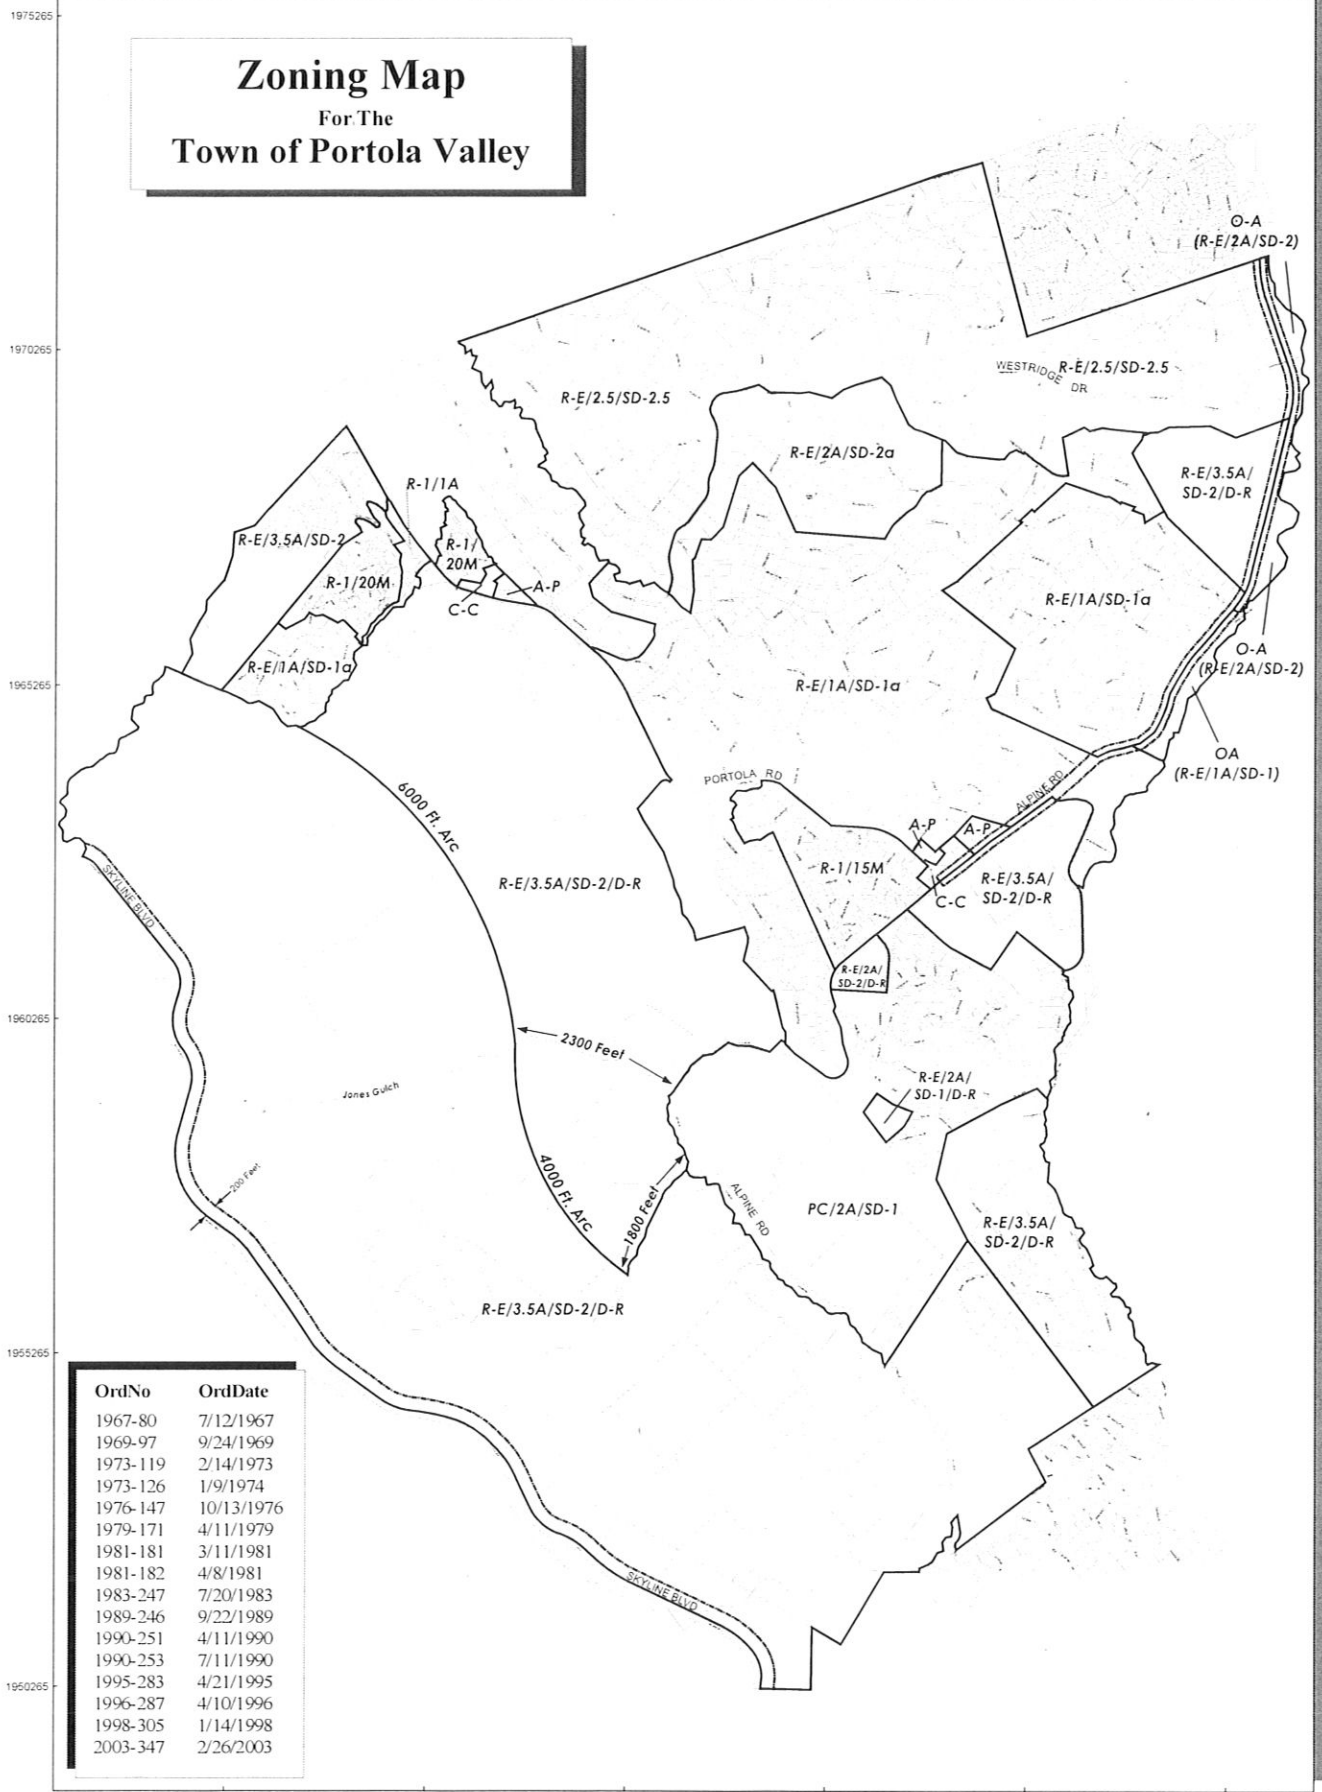 1975265
Zoning Map
For The
Town of Portola Valley
O-A
(R-E/2A/SD-2)
1970265
WESTRIDGE DR
R-E/2.5/SD-2.5
R-E/2.5/SD-2.5
R-E/2A/SD-2a
R-E/3.5A/
SD-2/D-R
R-1/1A
R-E/3.5A/SD-2
R-1/
20M
R-1/20M
A-P
C-C
R-E/1A/SD-1a
R-E/1A/SD-1a
O-A
(R-E/2A/SD-2)
R-E/1A/SD-1a
1965265
OA
(R-E/1A/SD-1)
PORTOLA RD
ALPINE RD
6000 Ft. Arc
A-P
A-P
R-1/15M
R-E/3.5A/
SD-2/D-R
C-C
R-E/3.5A/SD-2/D-R
SKYLINE BLVD
R-E/2A/
SD-2/D-R
1960265
2300 Feet
R-E/2A/
SD-1/D-R
Jones Gulch
4000 Ft. Arc
200 Feet
1800 Feet
ALPINE RD
PC/2A/SD-1
R-E/3.5A/
SD-2/D-R
R-E/3.5A/SD-2/D-R
1955265
OrdNo OrdDate
1967-80 7/12/1967
1969-97 9/24/1969
1973-119 2/14/1973
1973-126 1/9/1974
1976-147 10/13/1976
1979-171 4/11/1979
1981-181 3/11/1981
1981-182 4/8/1981
1983-247 7/20/1983
1989-246 9/22/1989
1990-251 4/11/1990
1990-253 7/11/1990
1995-283 4/21/1995
1996-287 4/10/1996
1998-305 1/14/1998
2003-347 2/26/2003
SKYLINE BLVD
1950265